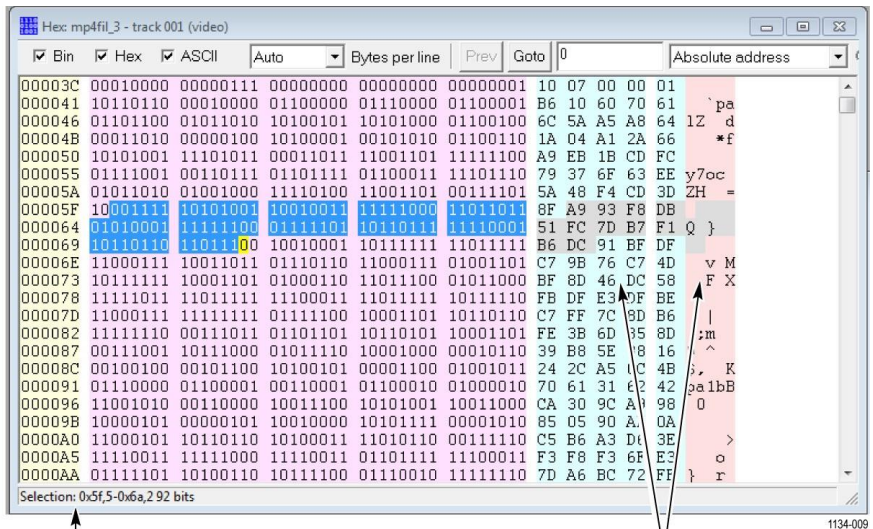 Hex: mp4fil_3 - track 001 (video)
Bin Hex ASCII Auto Bytes per line Prev Goto 0 Absolute address
00003C 00010000 00000111 00000000 00000000 00000001 10 07 00 00 01
000041 10110110 00010000 01100000 01110000 01100001 B6 10 60 70 61 `pa
000046 01101100 01011010 10100101 10101000 01100100 6C 5A A5 A8 64 lZ d
00004B 00011010 00000100 10100001 00101010 01100110 1A 04 A1 2A 66 *f
000050 10101001 11101011 00011011 11001101 11111100 A9 EB 1B CD FC
000055 01111001 00110111 01101111 01100011 11101110 79 37 6F 63 EE y7oc
00005A 01011010 01001000 11110100 11001101 00111101 5A 48 F4 CD 3D ZH =
00005F 10001111 10101001 10010011 11111000 11011011 8F A9 93 F8 DB
000064 01010001 11111100 01111101 10110111 11110001 51 FC 7D B7 F1 Q }
000069 10110110 11011100 10010001 10111111 11011111 B6 DC 91 BF DF
00006E 11000111 10011011 01110110 11000111 01001101 C7 9B 76 C7 4D v M
000073 10111111 10001101 01000110 11011100 01011000 BF 8D 46 DC 58 F X
000078 11111011 11011111 11100011 11011111 10111110 FB DF E3 DF BE
00007D 11000111 11111111 01111100 10001101 10110110 C7 FF 7C 8D B6 |
000082 11111110 00111011 01101101 00110101 10001101 FE 3B 6D 35 8D ;m
000087 00111001 10111000 01011110 10001000 00010110 39 B8 5E 88 16 ^
00008C 00100100 00101100 10100101 00001100 01001011 24 2C A5 0C 4B , K
000091 01110000 01100001 00110001 01100010 01000010 70 61 31 62 42 pa1bB
000096 11001010 00110000 10011100 10101001 10011000 CA 30 9C A9 98 0
00009B 10000101 00000101 10010000 10101111 00001010 85 05 90 AF 0A
0000A0 11000101 10110110 10100011 11010110 00111110 C5 B6 A3 D6 3E >
0000A5 11110011 11111000 11110011 01101111 11100011 F3 F8 F3 6F E3 o
0000AA 01111101 10100110 10111100 01110010 11111110 7D A6 BC 72 FE } r
Selection: 0x5f,5-0x6a,2 92 bits
1134-009